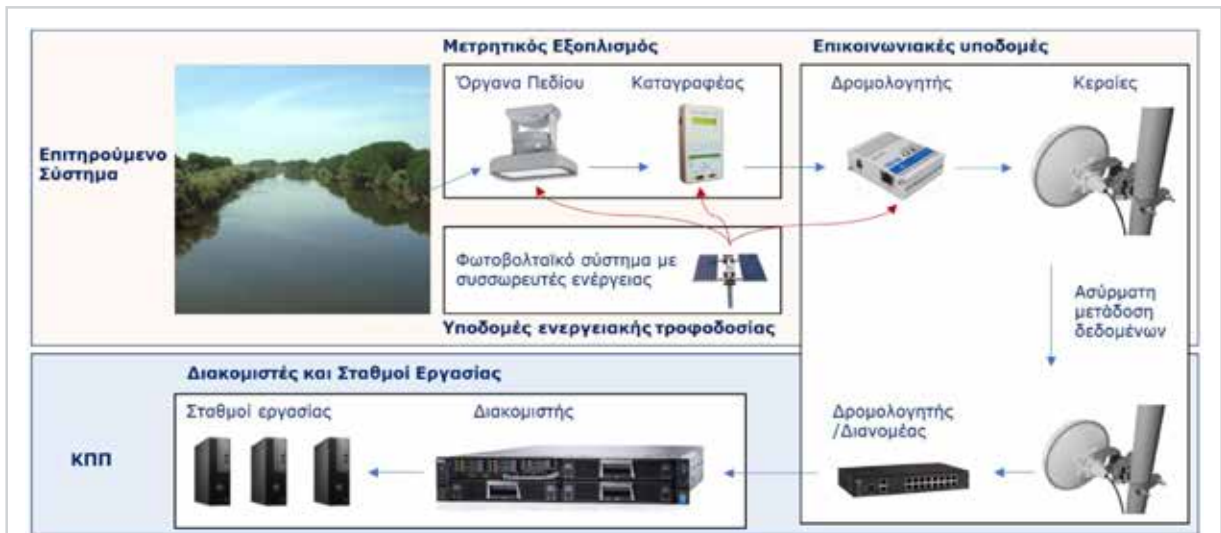 Μετρητικός Εξοπλισμός
Επικοινωνιακές υποδομές
Όργανα Πεδίου
Καταγραφέας
Δρομολογητής
Κεραίες
Επιτηρούμενο
Σύστημα
Φωτοβολταϊκό σύστημα με
συσσωρευτές ενέργειας
Υποδομές ενεργειακής τροφοδοσίας
Ασύρματη
μετάδοση
δεδομένων
Διακομιστές και Σταθμοί Εργασίας
Σταθμοί εργασίας
Διακομιστής
Δρομολογητής
/Διανομέας
ΚΠΠ